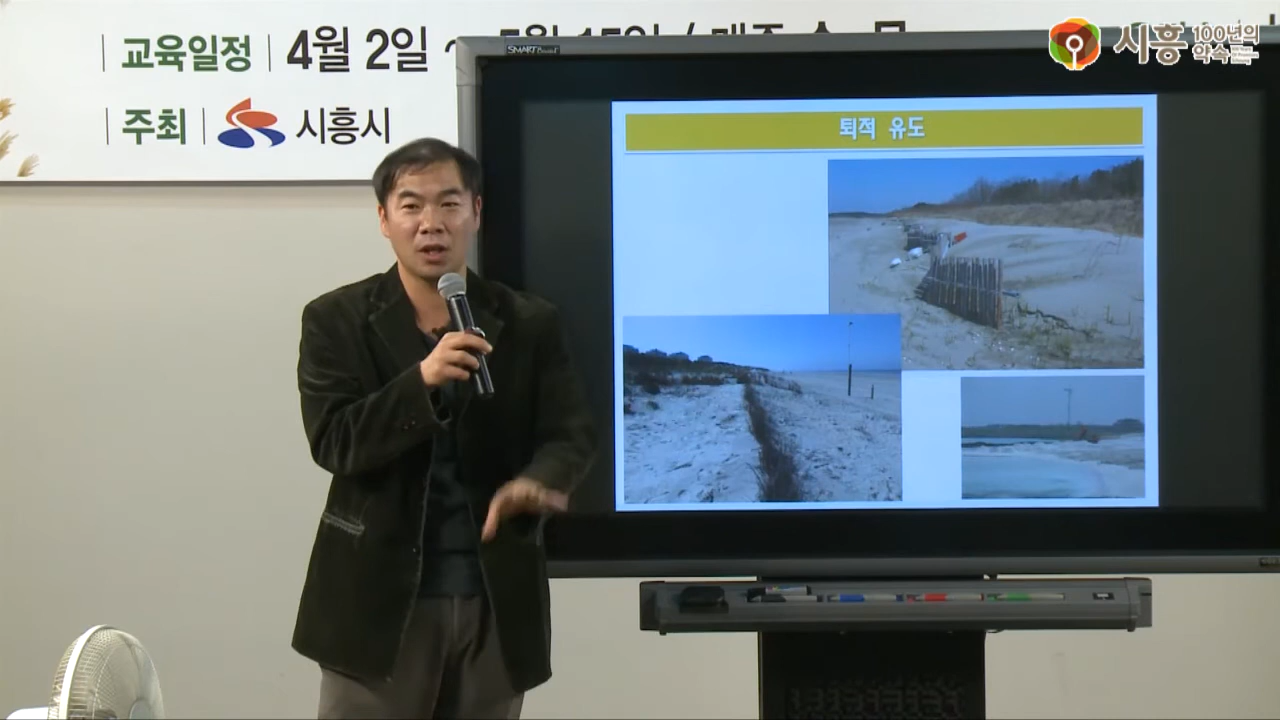 교육일정 4월 2일 ~
주최 시흥시
SMART Board
시흥 100년의 약속
퇴적 유도